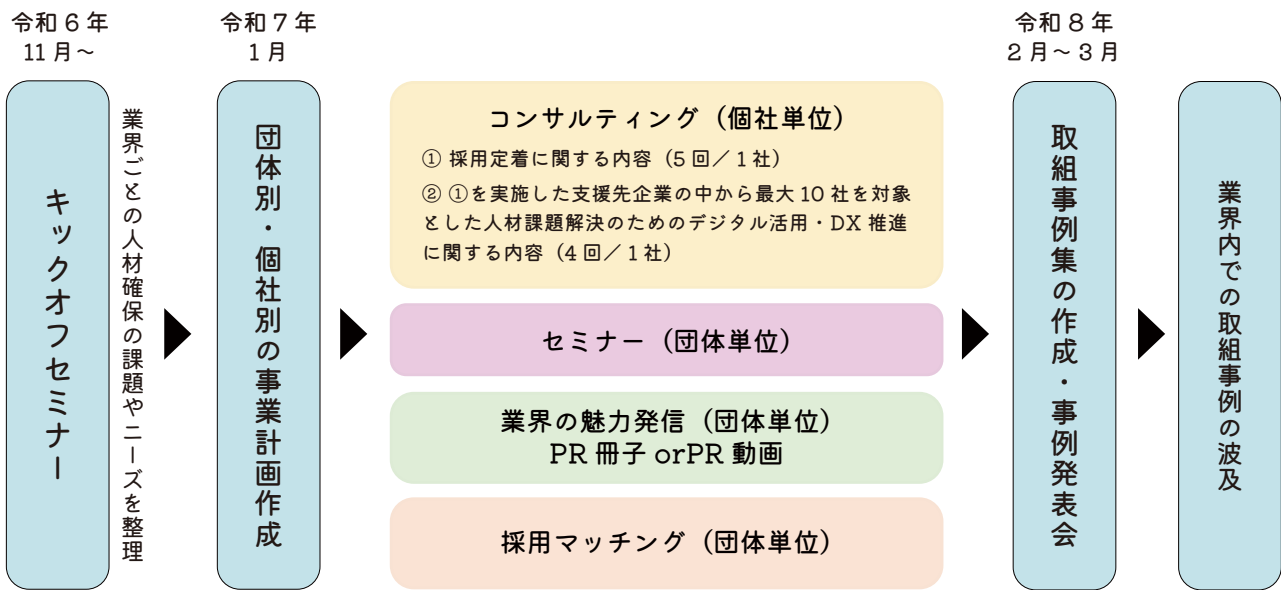 令和6年
11月～
キックオフセミナー
業界ごとの人材確保の課題やニーズを整理
令和7年
1月
団体別・個社別の事業計画作成
コンサルティング（個社単位）
① 採用定着に関する内容（5回／1社）
② ①を実施した支援先企業の中から最大10社を対象
とした人材課題解決のためのデジタル活用・DX推進
に関する内容（4回／1社）
セミナー（団体単位）
業界の魅力発信（団体単位）
PR冊子orPR動画
採用マッチング（団体単位）
令和8年
2月～3月
取組事例集の作成・事例発表会
業界内での取組事例の波及